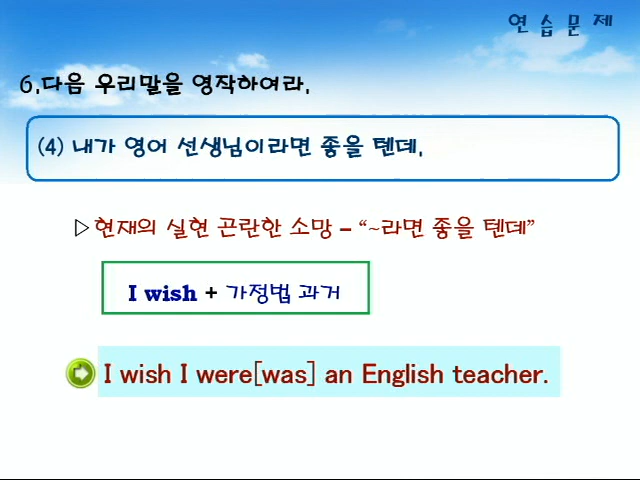 연 습 문 제
6.다음 우리말을 영작하여라.
(4) 내가 영어 선생님이라면 좋을 텐데.
▷현재의 실현 곤란한 소망 – “~라면 좋을 텐데”
I wish + 가정법 과거
I wish I were[was] an English teacher.